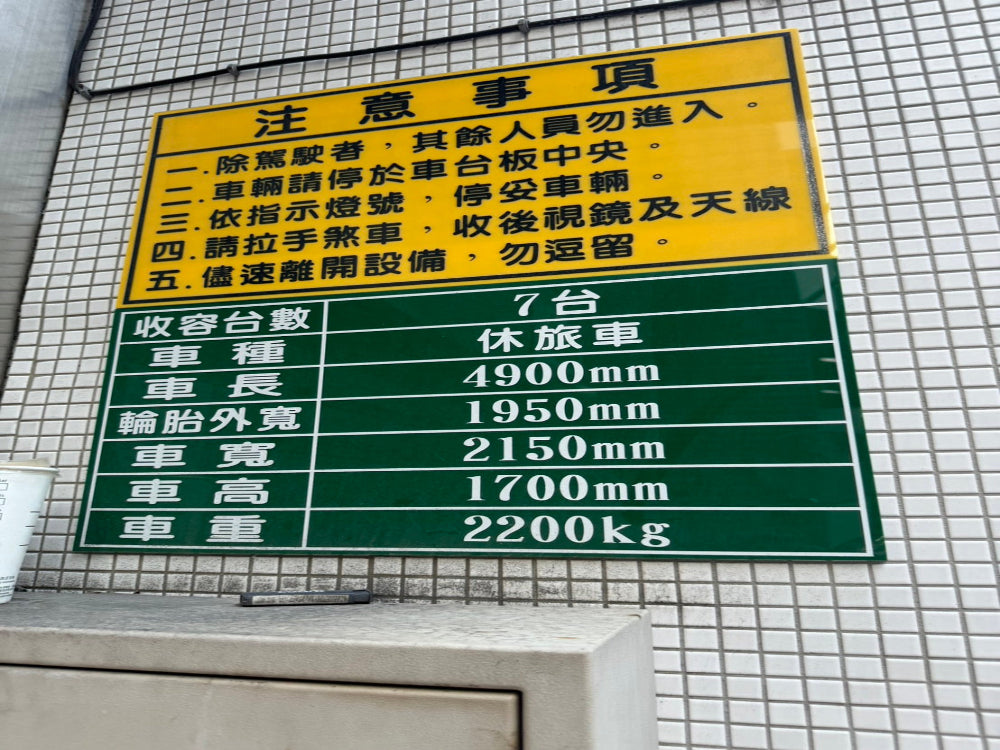 注意事項
一.除駕駛者，其餘人員勿進入。
二.車輛請停於車台板中央。
三.依指示燈號，停妥車輛。
四.請拉手煞車，收後視鏡及天線
五.儘速離開設備，勿逗留。
收容台數 7台
車種 休旅車
車長 4900mm
輪胎外寬 1950mm
車寬 2150mm
車高 1700mm
車重 2200kg